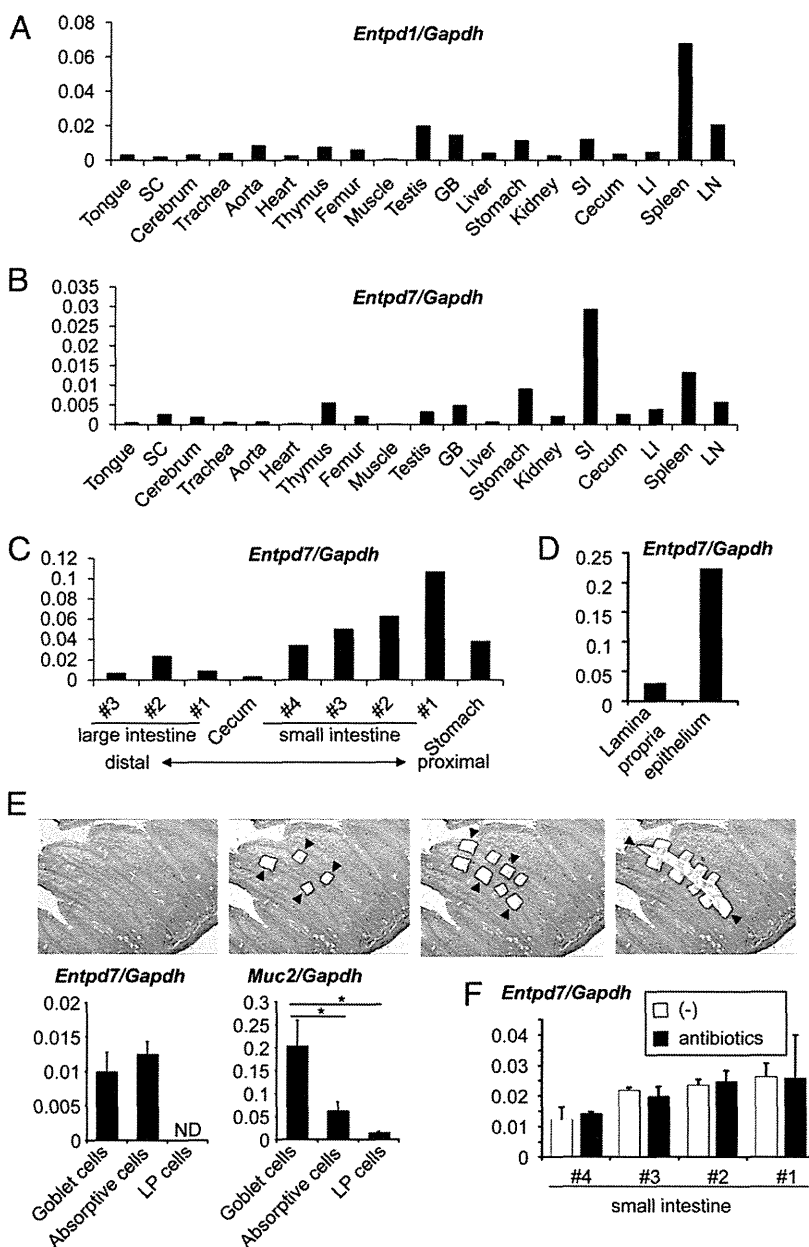 A
Entpd1/Gapdh
0.08
0.06
0.04
0.02
0
Tongue
SC
Cerebrum
Trachea
Aorta
Heart
Thymus
Femur
Muscle
Testis
GB
Liver
Stomach
Kidney
SI
Cecum
LI
Spleen
LN
B
Entpd7/Gapdh
0.035
0.03
0.025
0.02
0.015
0.01
0.005
0
Tongue
SC
Cerebrum
Trachea
Aorta
Heart
Thymus
Femur
Muscle
Testis
GB
Liver
Stomach
Kidney
SI
Cecum
LI
Spleen
LN
C
Entpd7/Gapdh
0.12
0.1
0.08
0.06
0.04
0.02
0
#3
#2
#1
Cecum
#4
#3
#2
#1
Stomach
large intestine
small intestine
distal
proximal
D
Entpd7/Gapdh
0.25
0.2
0.15
0.1
0.05
0
Lamina
propria
epithelium
E
Entpd7/Gapdh
0.02
0.015
0.01
0.005
0
ND
Goblet cells
Absorptive cells
LP cells
Muc2/Gapdh
0.3
0.25
0.2
0.15
0.1
0.05
0
*
*
Goblet cells
Absorptive cells
LP cells
F
Entpd7/Gapdh
(-)
antibiotics
0.04
0.03
0.02
0.01
0
#4
#3
#2
#1
small intestine